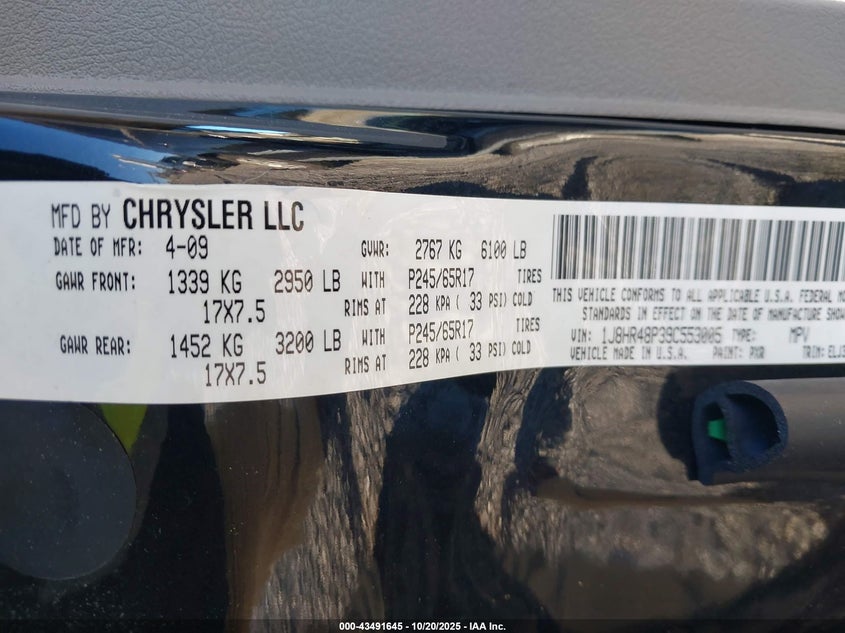 MFD BY CHRYSLER LLC
DATE OF MFR: 4-09 GVWR: 2767 KG 6100 LB
GAWR FRONT: 1339 KG 2950 LB WITH P245/65R17 TIRES
17X7.5 RIMS AT 228 KPA ( 33 PSI) COLD
GAWR REAR: 1452 KG 3200 LB WITH P245/65R17 TIRES
17X7.5 RIMS AT 228 KPA ( 33 PSI) COLD
THIS VEHICLE CONFORMS TO ALL APPLICABLE U.S.A. FEDERAL
STANDARDS IN EFFECT ON THE DATE OF MANUFACTURE
VIN: 1J8HR48P39C553005 TYPE: MPV
VEHICLE MADE IN U.S.A. PAINT: PXR TRIM:
000-43491645 | 10/20/2025 – IAA Inc.